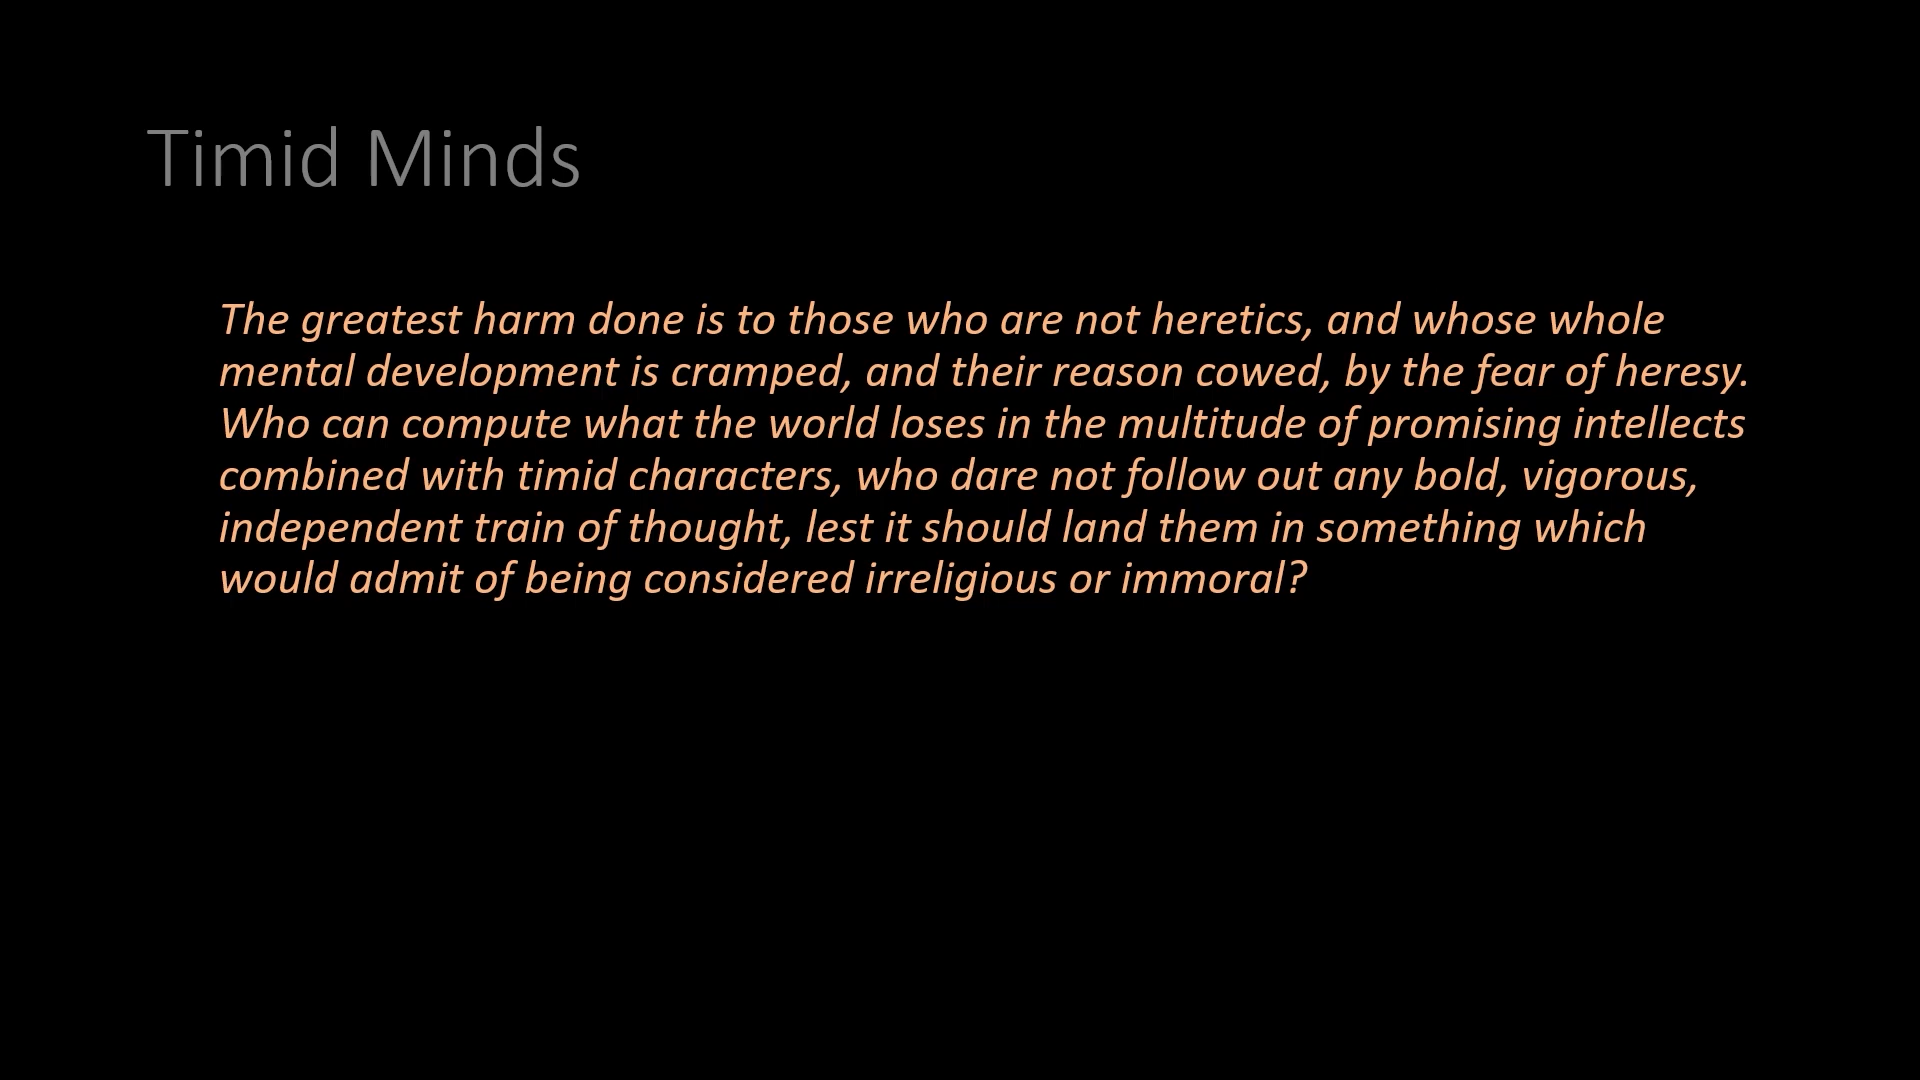 Timid Minds
The greatest harm done is to those who are not heretics, and whose whole
mental development is cramped, and their reason cowed, by the fear of heresy.
Who can compute what the world loses in the multitude of promising intellects
combined with timid characters, who dare not follow out any bold, vigorous,
independent train of thought, lest it should land them in something which
would admit of being considered irreligious or immoral?